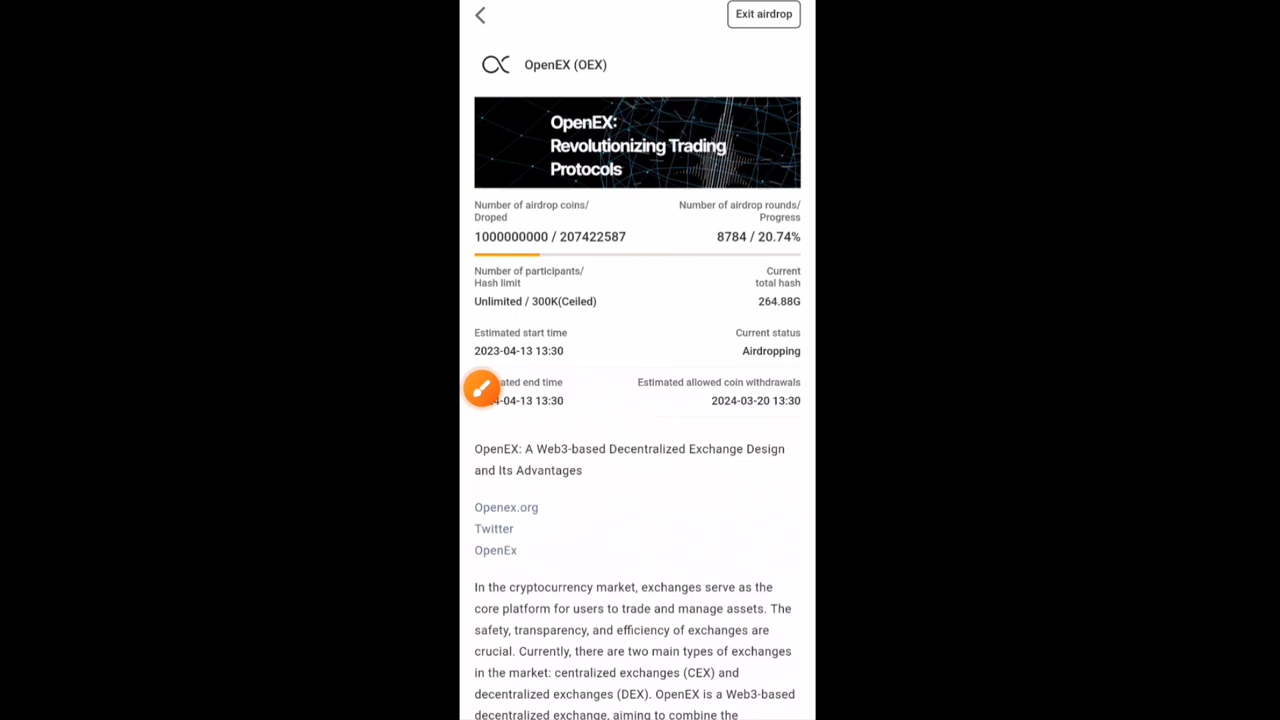 Exit airdrop
OpenEX (OEX)
OpenEX:
Revolutionizing Trading
Protocols
Number of airdrop coins/
Droped
Number of airdrop rounds/
Progress
1000000000 / 207422587
8784 / 20.74%
Number of participants/
Hash limit
Current
total hash
Unlimited / 300K(Ceiled)
264.88G
Estimated start time
Current status
2023-04-13 13:30
Airdropping
ated end time
Estimated allowed coin withdrawals
4-04-13 13:30
2024-03-20 13:30
OpenEX: A Web3-based Decentralized Exchange Design
and Its Advantages
Openex.org
Twitter
OpenEx
In the cryptocurrency market, exchanges serve as the
core platform for users to trade and manage assets. The
safety, transparency, and efficiency of exchanges are
crucial. Currently, there are two main types of exchanges
in the market: centralized exchanges (CEX) and
decentralized exchanges (DEX). OpenEX is a Web3-based
decentralized exchange, aiming to combine the